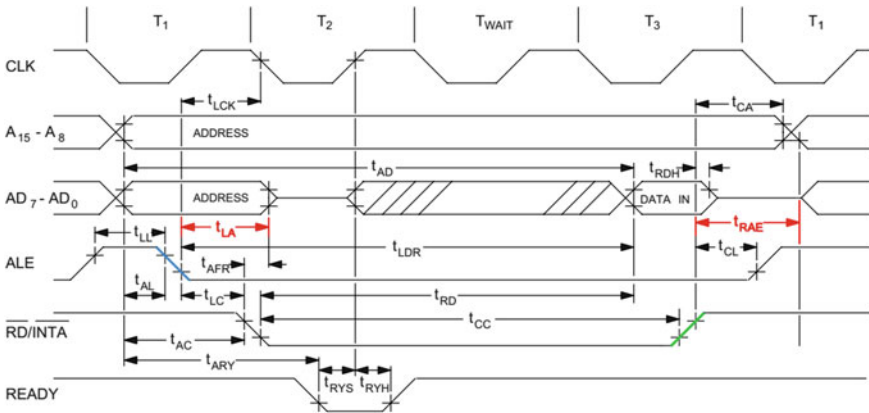 T1 T2 TWAIT T3 T1
CLK
tLCK tCA
A15 - A8 ADDRESS
tAD tRDH
AD7 - AD0 ADDRESS DATA IN
tLL tLA tLDR tRAE
ALE tAFR tCL
tAL tLC tRD
RD/INTA tCC
tAC
tARY
tRYS tRYH
READY